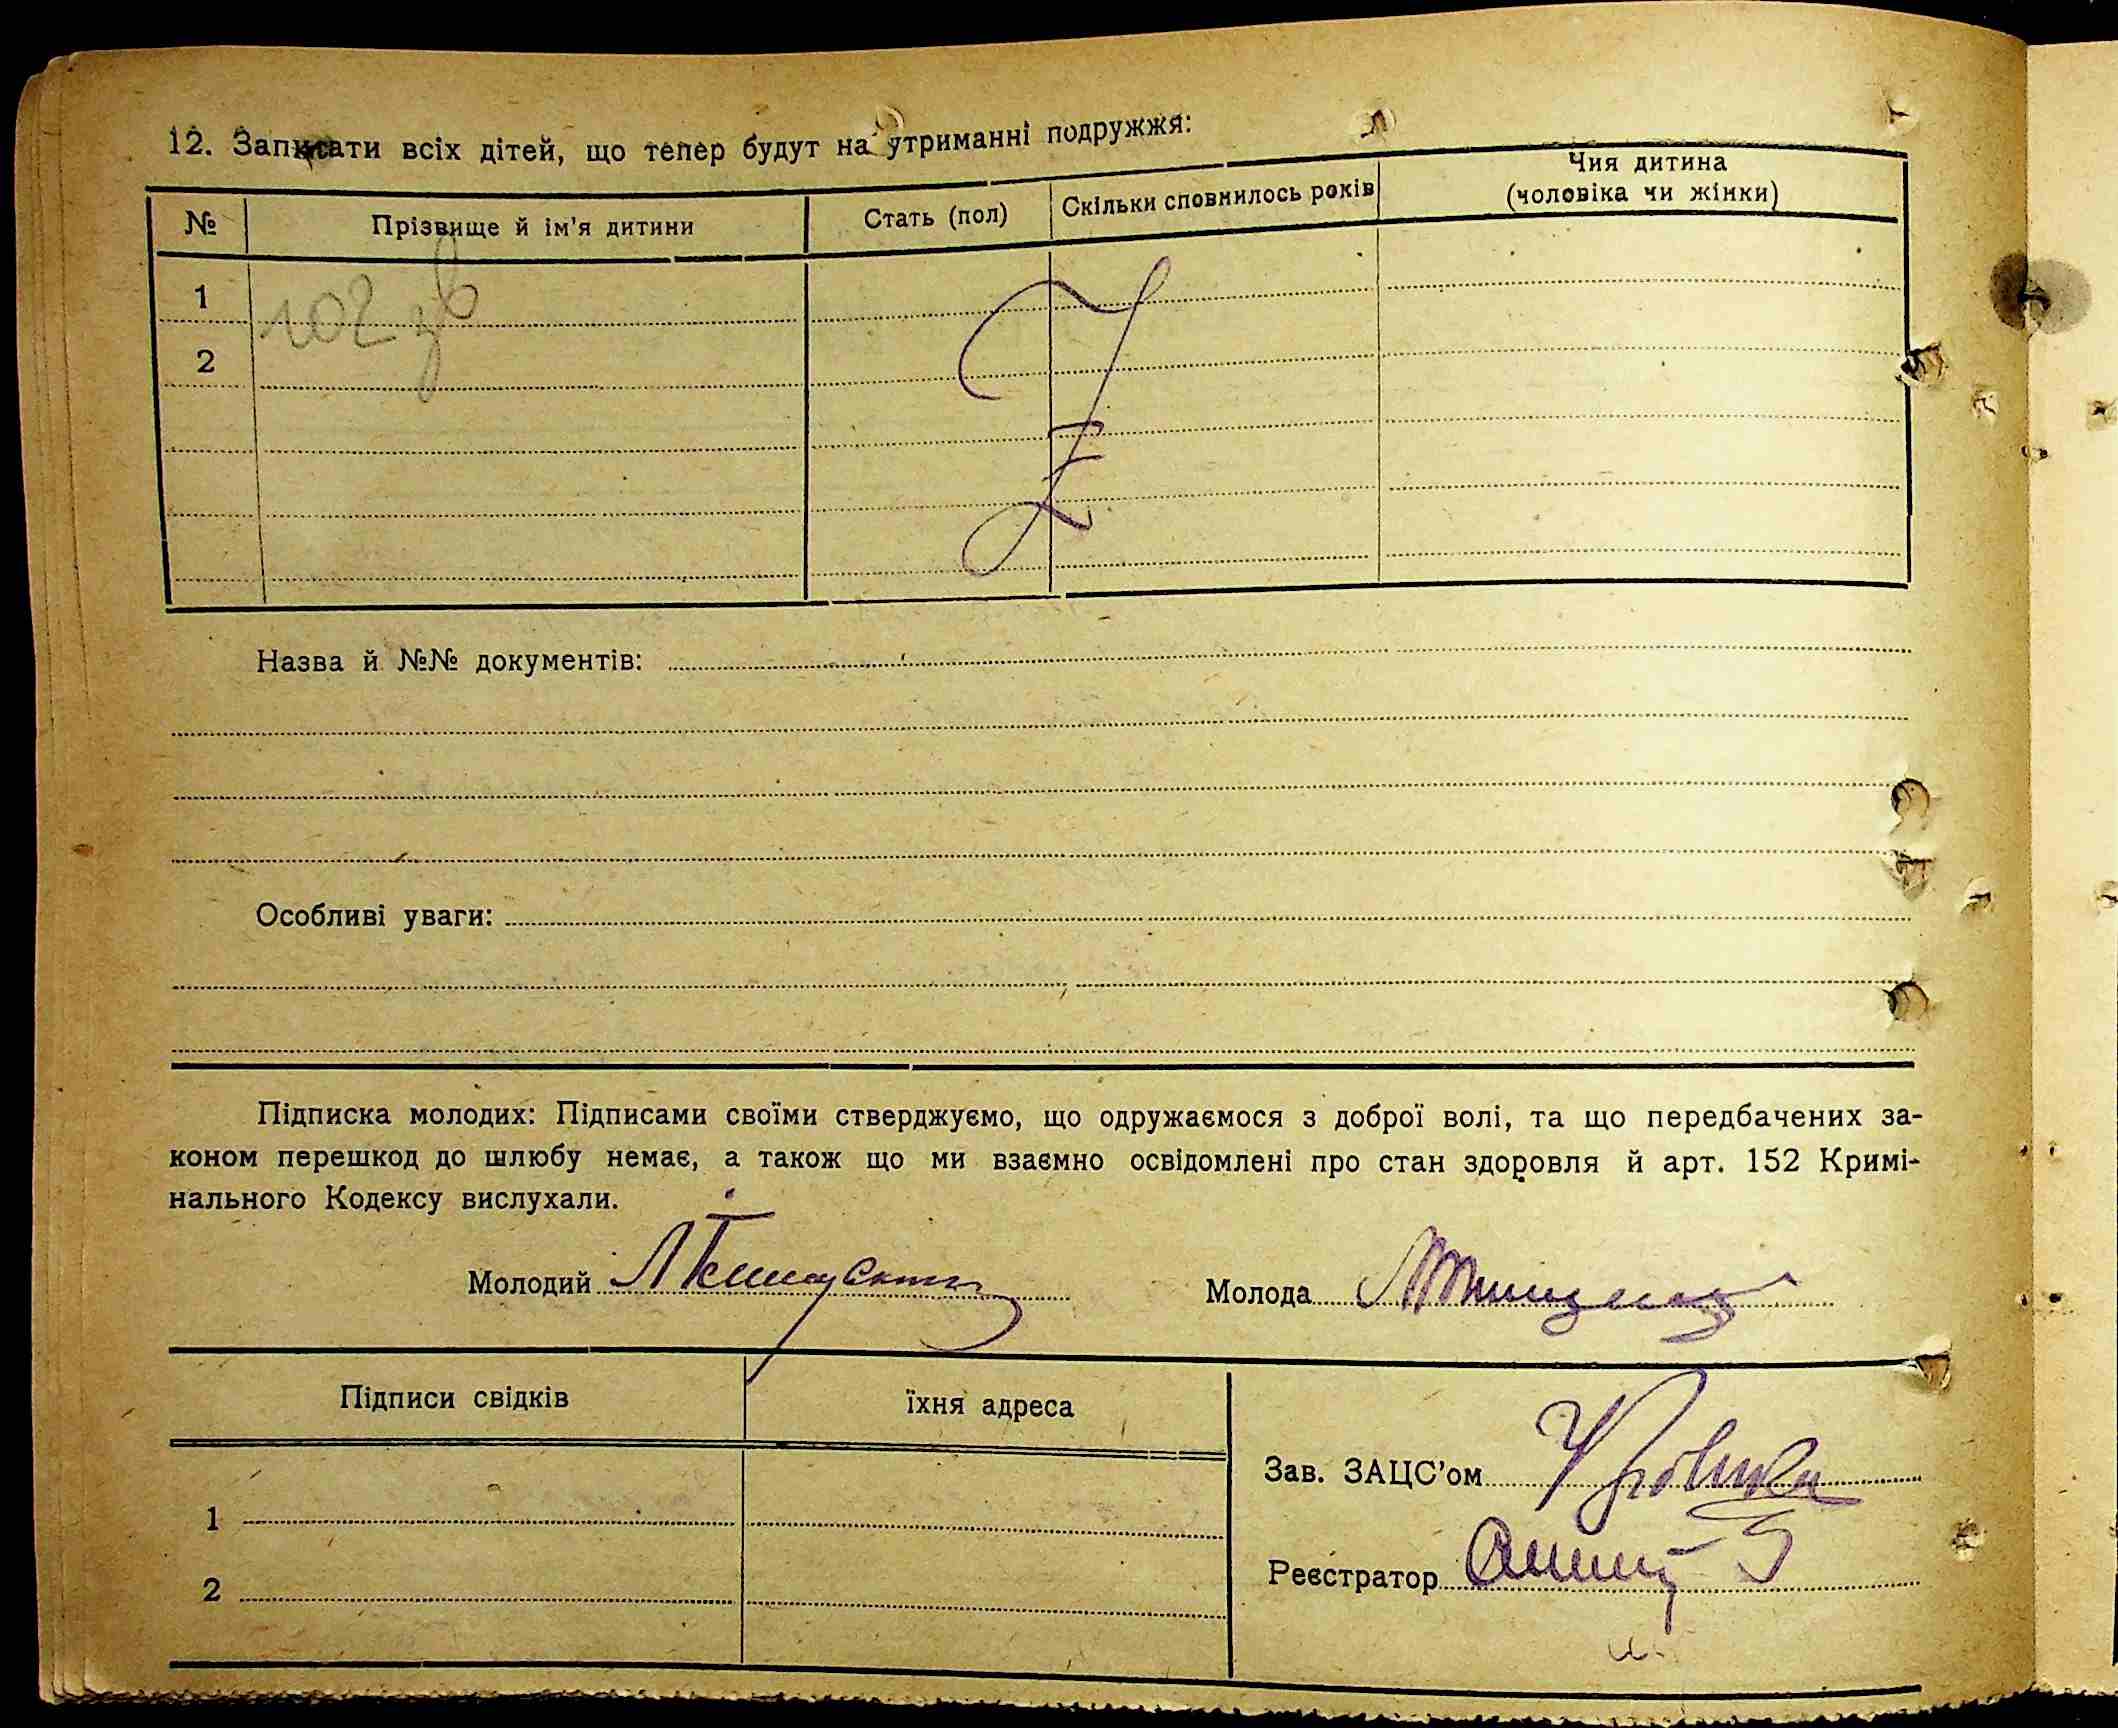 12. Записати всіх дітей, що тепер будут на утриманні подружжя:
№ Прізвище й ім'я дитини Стать (пол) Скільки сповнилось років Чия дитина (чоловіка чи жінки)
1 102
2
Назва й №№ документів:
Особливі уваги:
Підписка молодих: Підписами своїми стверджуємо, що одружаємося з доброї волі, та що передбачених за-
коном перешкод до шлюбу немає, а також що ми взаємно освідомлені про стан здоровля й арт. 152 Кримі-
нального Кодексу вислухали.
Молодий Молода
Підписи свідків їхня адреса
Зав. ЗАЦС'ом
1
Реєстратор
2